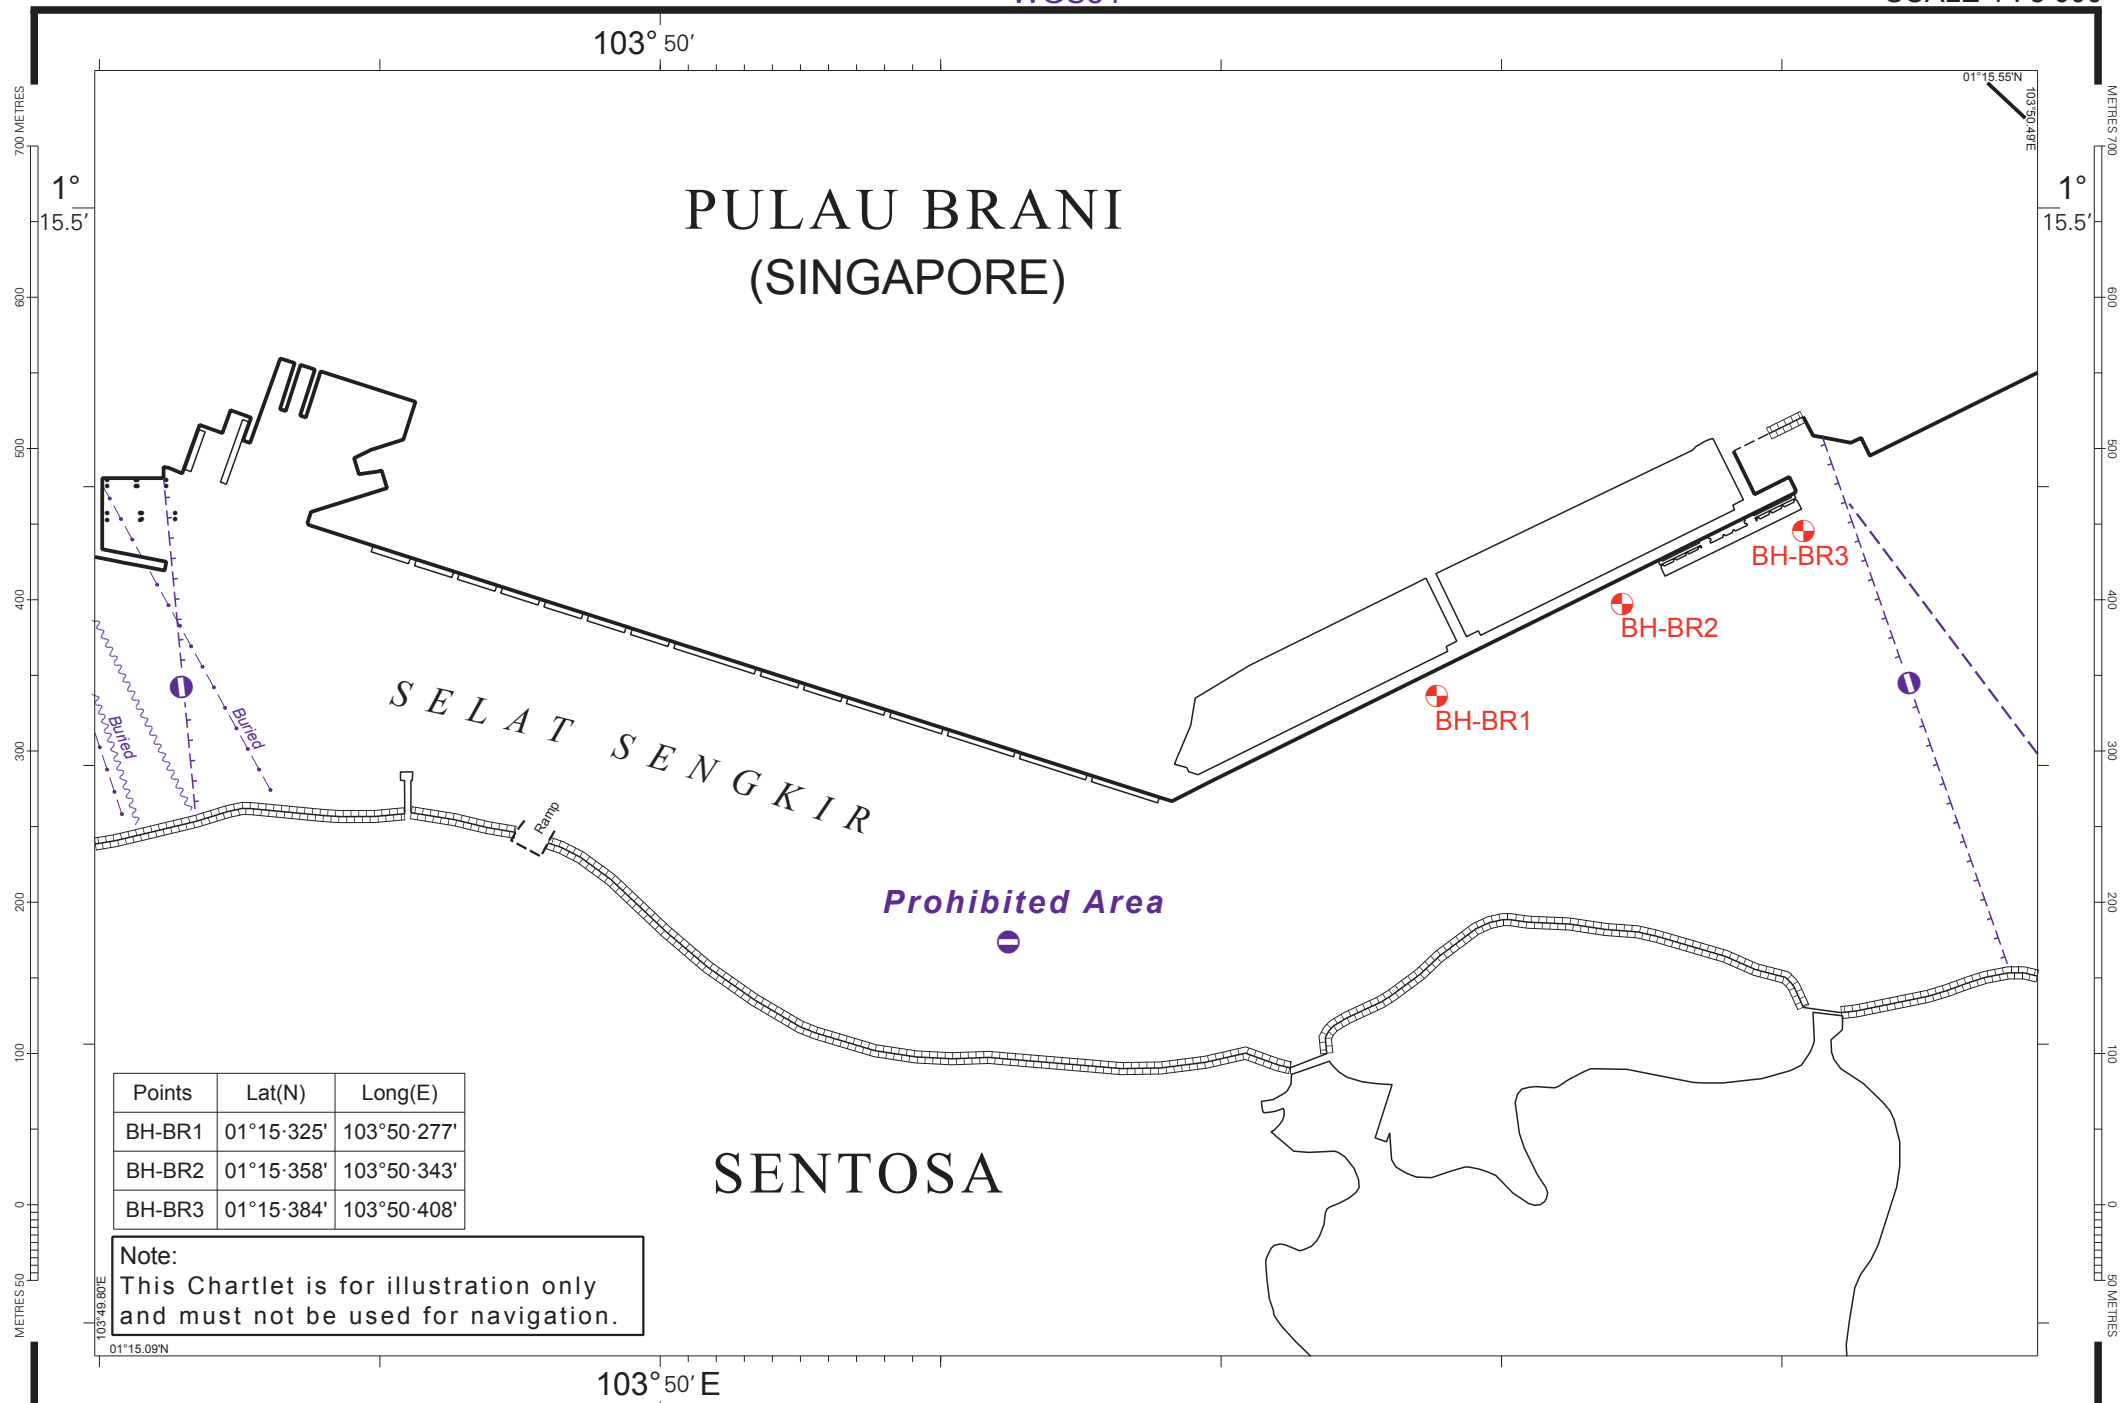 103° 50′
01°15.55'N
103°50.49'E
700 METRES
METRES 700
1°
15.5′
1°
15.5′
PULAU BRANI
(SINGAPORE)
600
600
500
500
BH-BR3
400
400
BH-BR2
SELAT SENGKIR
BH-BR1
Buried
Buried
300
300
Ramp
Prohibited Area
200
200
100
100
Points Lat(N) Long(E)
BH-BR1 01°15·325' 103°50·277'
BH-BR2 01°15·358' 103°50·343'
BH-BR3 01°15·384' 103°50·408'
SENTOSA
0
0
Note:
This Chartlet is for illustration only
and must not be used for navigation.
METRES 50
50 METRES
103°49.80'E
01°15.09'N
103°50′ E